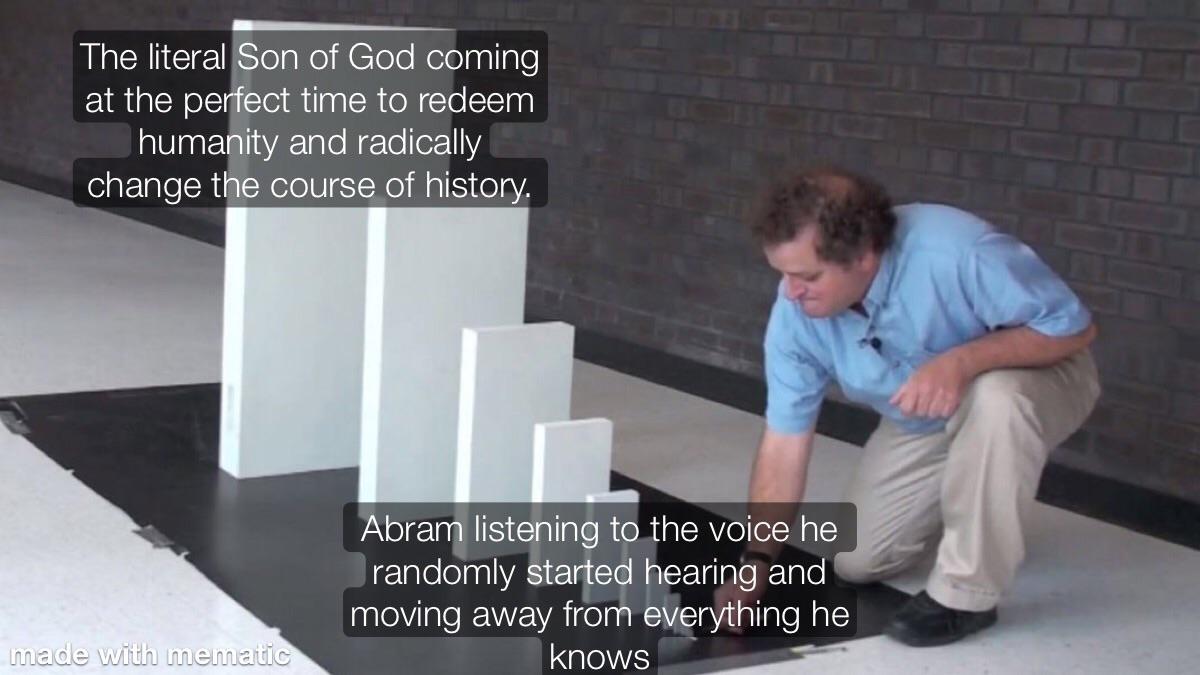 The literal Son of God coming
at the perfect time to redeem
humanity and radically
change the course of history.
Abram listening to the voice he
randomly started hearing and
moving away from everything he
knows
made with mematic